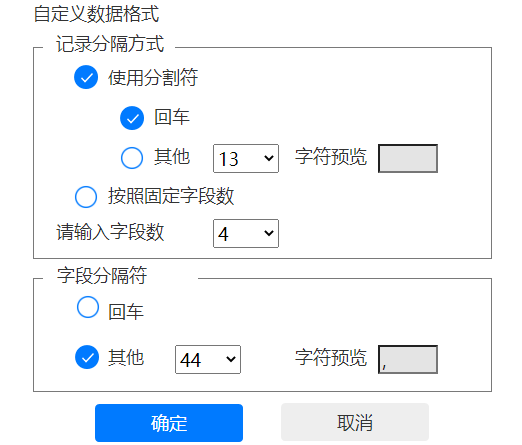 自定义数据格式
记录分隔方式
使用分割符
回车
其他 13 字符预览
按照固定字段数
请输入字段数 4
字段分隔符
回车
其他 44 字符预览 ,
确定 取消